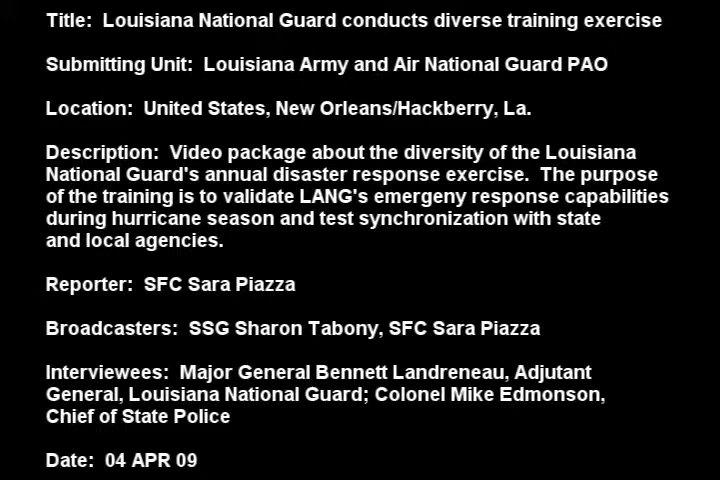 Title:  Louisiana National Guard conducts diverse training exercise
Submitting Unit:  Louisiana Army and Air National Guard PAO
Location:  United States, New Orleans/Hackberry, La.
Description:  Video package about the diversity of the Louisiana
National Guard's annual disaster response exercise.  The purpose
of the training is to validate LANG's emergeny response capabilities
during hurricane season and test synchronization with state
and local agencies.
Reporter:  SFC Sara Piazza
Broadcasters:  SSG Sharon Tabony, SFC Sara Piazza
Interviewees:  Major General Bennett Landreneau, Adjutant
General, Louisiana National Guard; Colonel Mike Edmonson,
Chief of State Police
Date:  04 APR 09